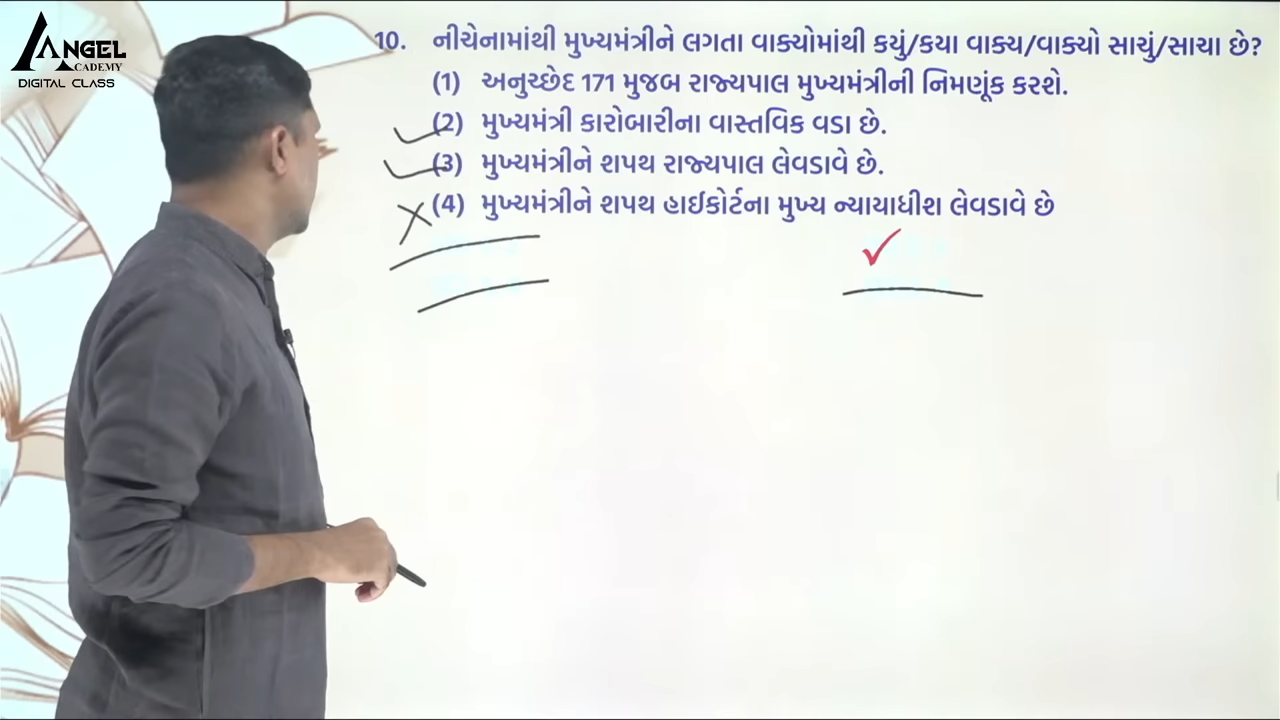 ANGEL
ACADEMY
DIGITAL CLASS
10. નીચેનામાંથી મુખ્યમંત્રીને લગતા વાક્યોમાંથી કયું/કયા વાક્ય/વાક્યો સાચું/સાચા છે?
(1) અનુચ્છેદ 171 મુજબ રાજ્યપાલ મુખ્યમંત્રીની નિમણૂંક કરશે.
(2) મુખ્યમંત્રી કારોબારીના વાસ્તવિક વડા છે.
(3) મુખ્યમંત્રીને શપથ રાજ્યપાલ લેવડાવે છે.
(4) મુખ્યમંત્રીને શપથ હાઈકોર્ટના મુખ્ય ન્યાયાધીશ લેવડાવે છે